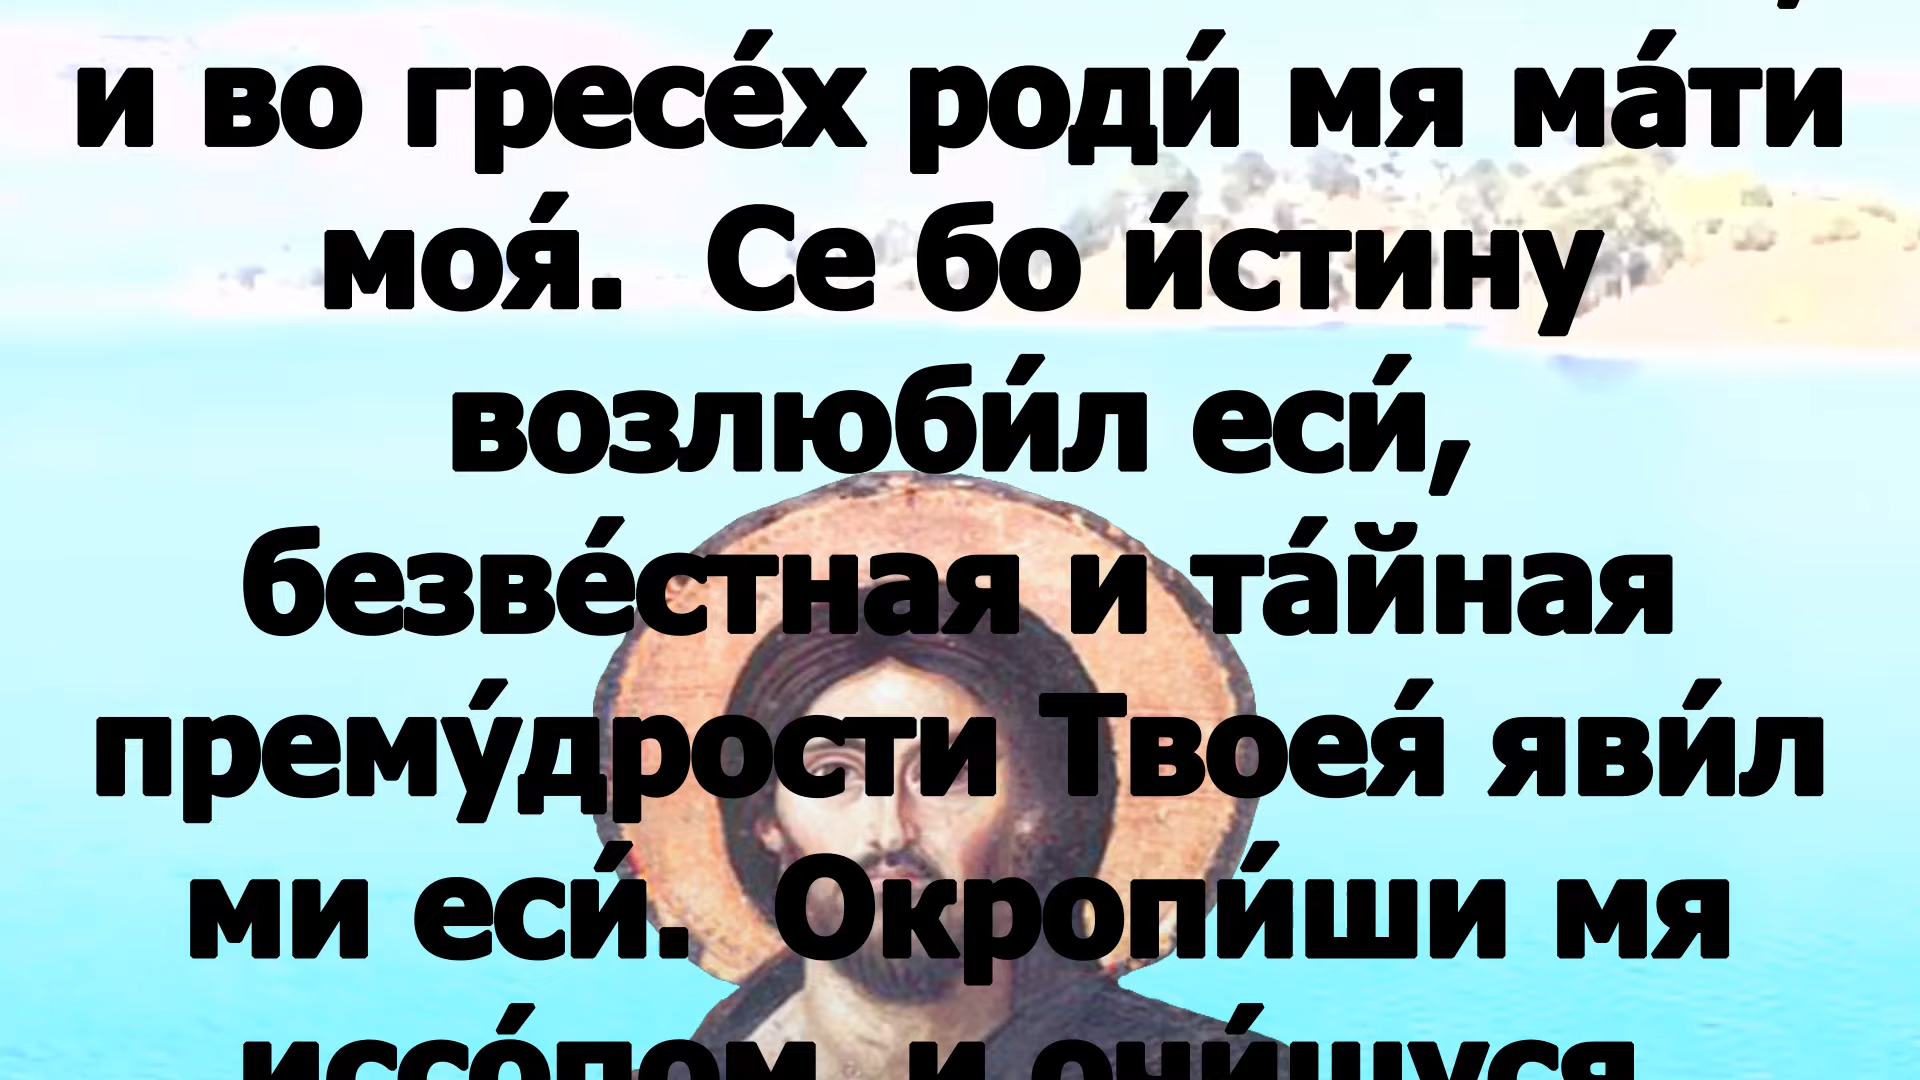 и во гресе́х роди́ мя ма́ти
моя́. Се бо и́стину
возлюби́л еси́,
безве́стная и та́йная
прему́дрости Твоея́ яви́л
ми еси́. Окропи́ши мя
иссо́пом, и очи́щуся